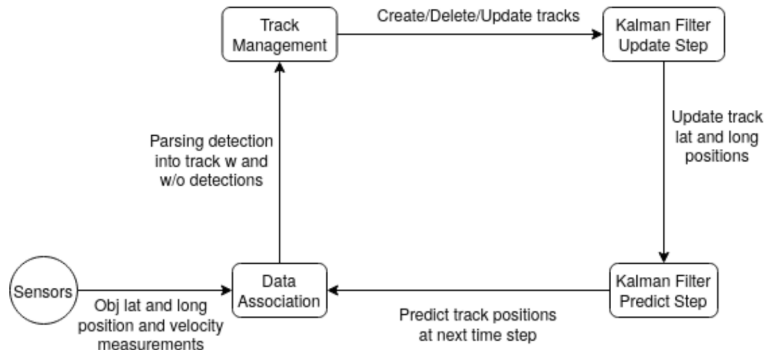 Track
Management
Create/Delete/Update tracks
Kalman Filter
Update Step
Parsing detection
into track w and
w/o detections
Update track
lat and long
positions
Sensors
Obj lat and long
position and velocity
measurements
Data
Association
Predict track positions
at next time step
Kalman Filter
Predict Step